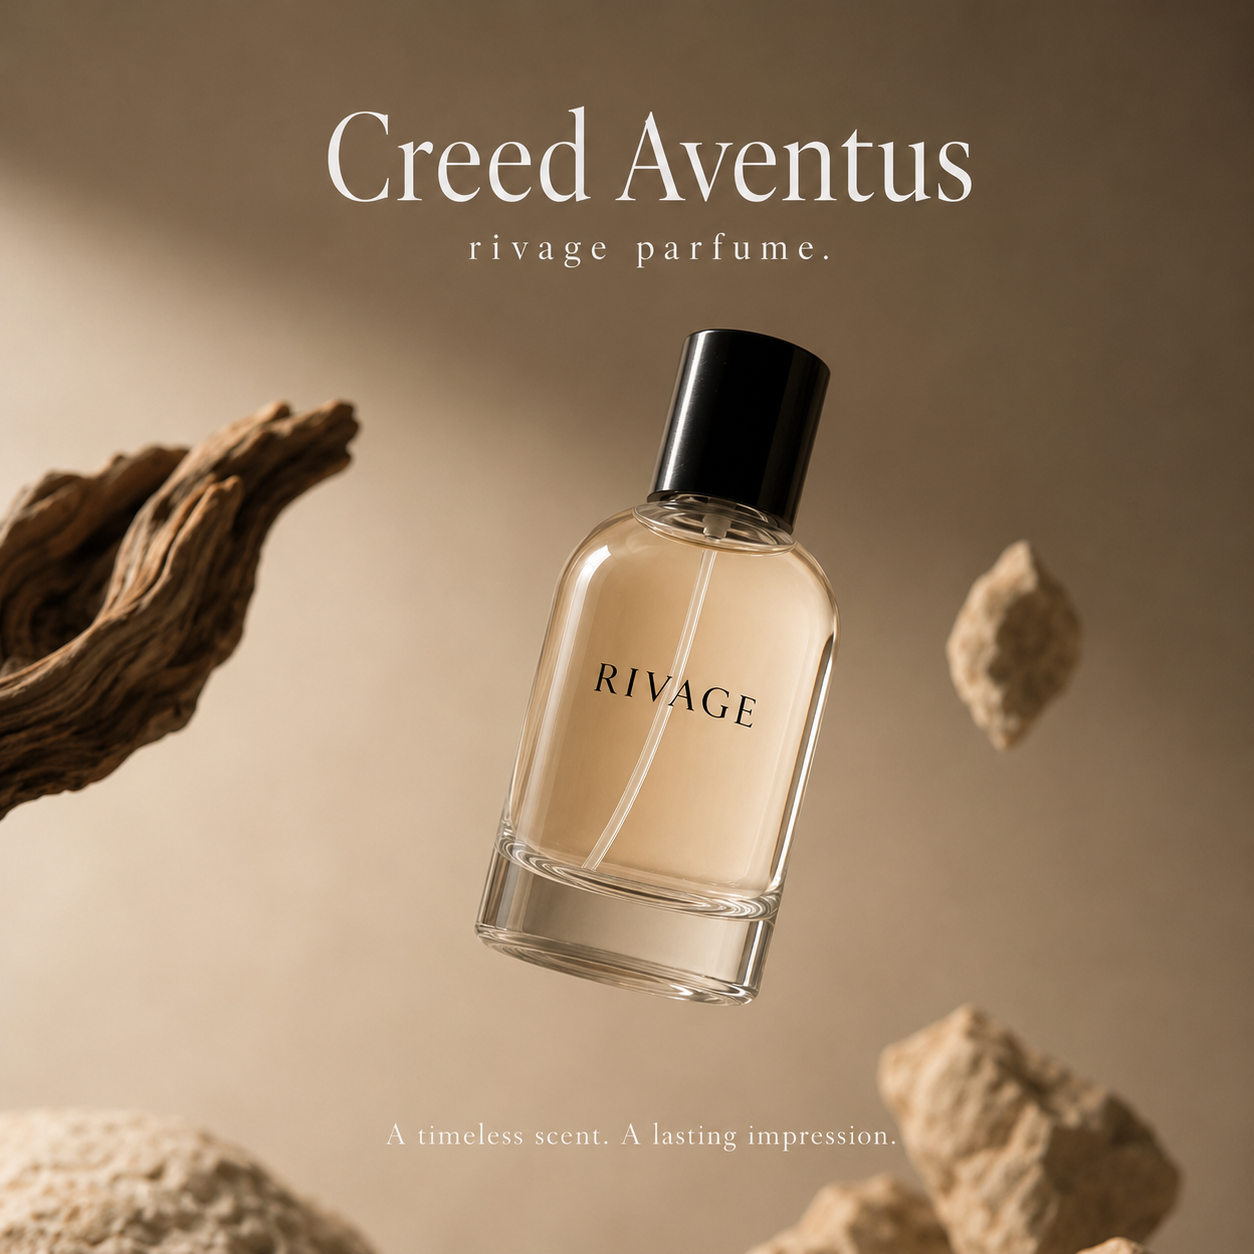 Creed Aventus
rivage parfume.
RIVAGE
A timeless scent. A lasting impression.